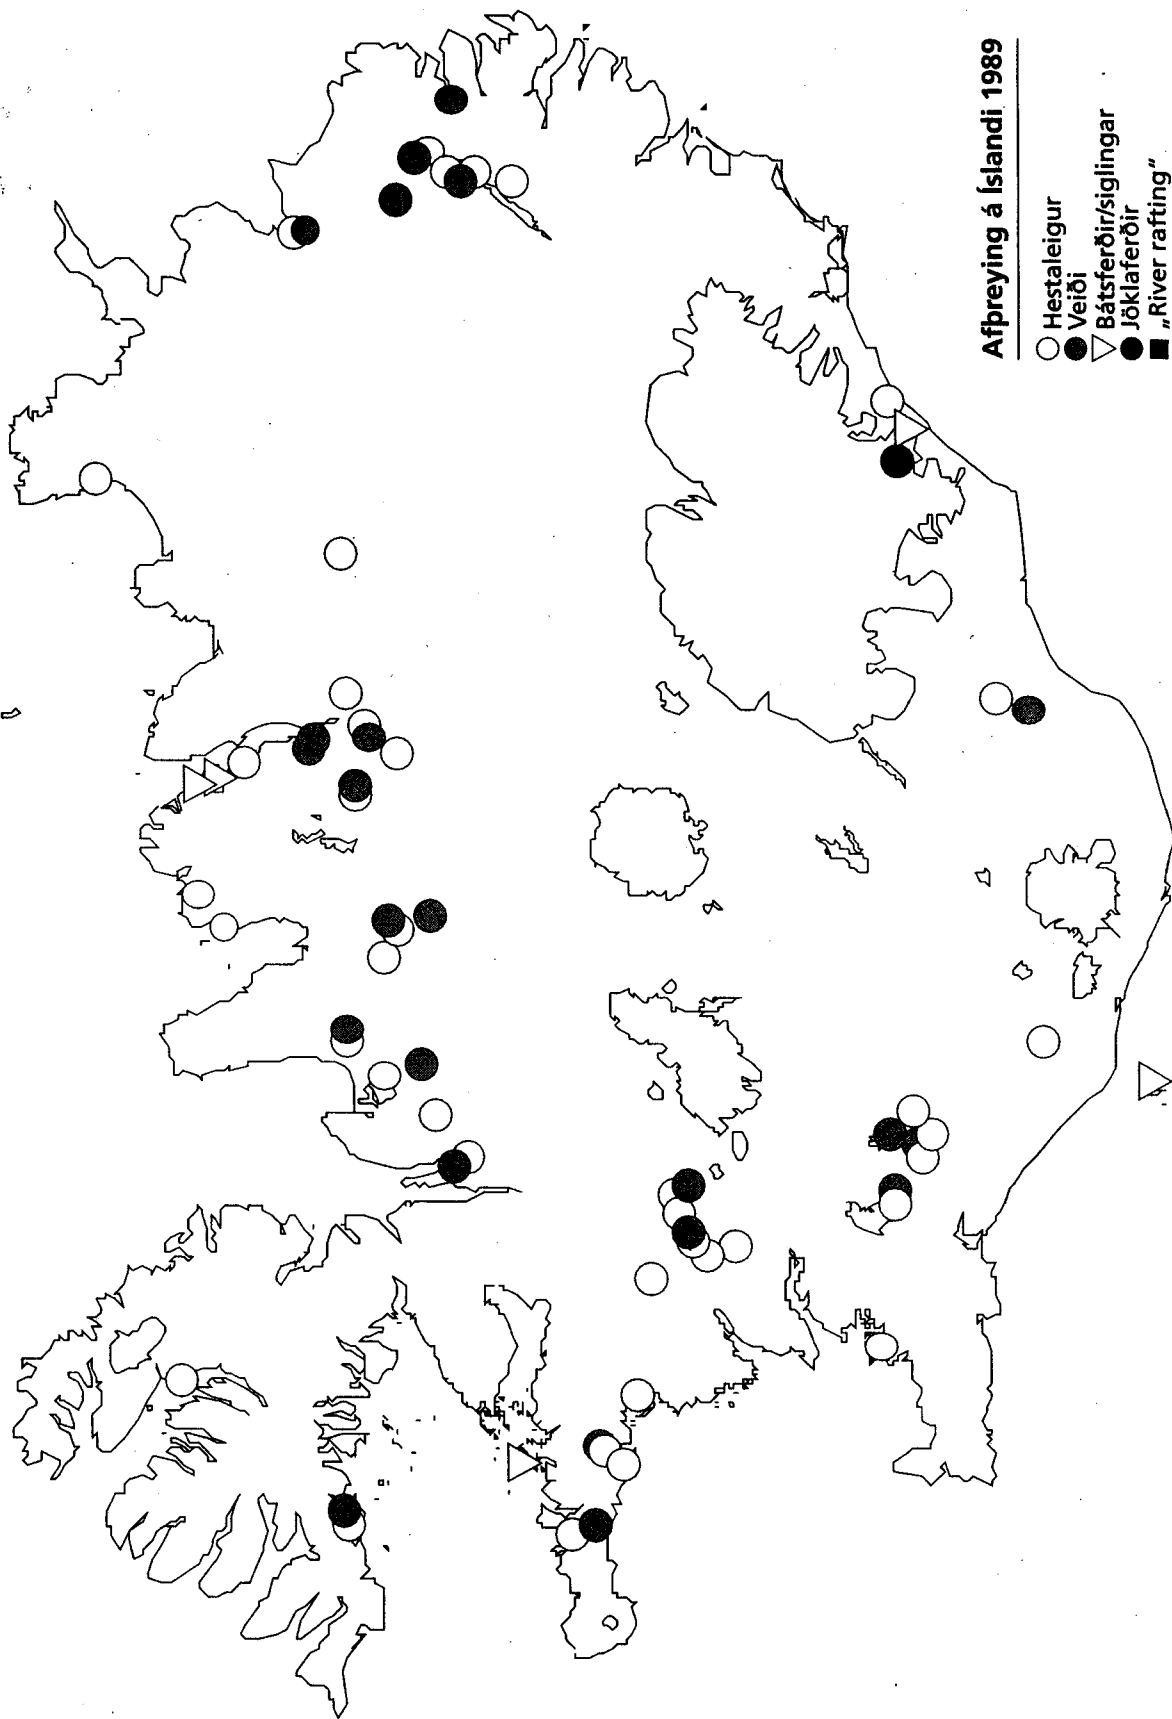 Afþreying á Íslandi 1989
Hestaleigur
Veiði
Bátsferðir/siglingar
Jöklaferðir
„River rafting"